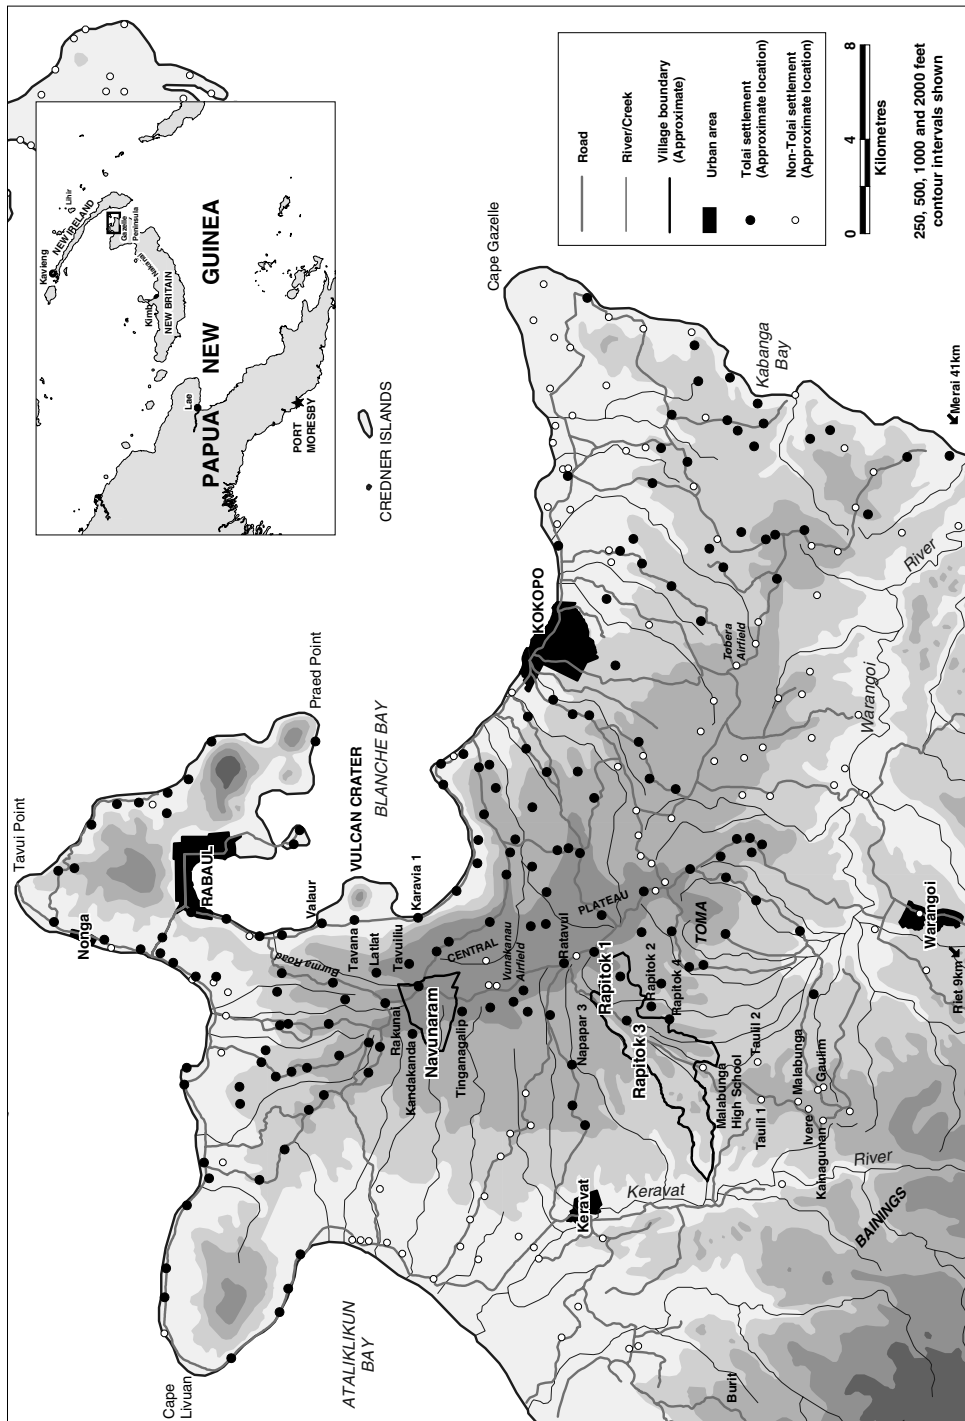 Kavieng
NEW IRELAND
Lihir
Gazelle
Peninsula
Nakanai
Kimbe
NEW BRITAIN
PAPUA NEW GUINEA
Lae
PORT
MORESBY
CREDNER ISLANDS
Road
River/Creek
Village boundary
(Approximate)
Urban area
Tolai settlement
(Approximate location)
Non-Tolai settlement
(Approximate location)
0
4
8
Kilometres
250, 500, 1000 and 2000 feet
contour intervals shown
Cape Gazelle
Kabanga
Bay
Merai 41km
Tavui Point
Praed Point
Nonga
RABAUL
VULCAN CRATER
BLANCHE BAY
KOKOPO
Valaur
Tavana
Latlat
Tavuiliu
Karavia 1
Burma Road
Rakunai
Kandakanda
Navunaram
Tinganagalip
CENTRAL
PLATEAU
Vunakanau
Airfield
Ratavul
Napapar 3
Rapitok 1
Rapitok 2
Rapitok 3
Rapitok 4
TOMA
Tobera
Airfield
Warangoi
River
Malabunga
High School
Taulil 2
Taulil 1
Malabunga
Gaulim
Ivere
Kainagunan
Warangoi
Riet 9km
Keravat
Keravat
River
BAININGS
Burit
Cape
Livuan
ATALIKLIKUN
BAY